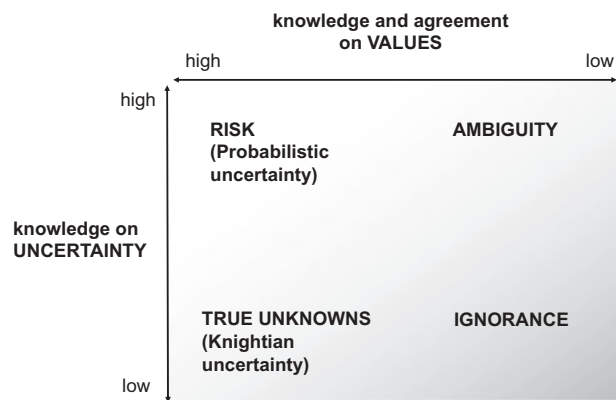 knowledge and agreement
on VALUES
high
low
high
RISK
(Probabilistic
uncertainty)
AMBIGUITY
knowledge on
UNCERTAINTY
TRUE UNKNOWNS
(Knightian
uncertainty)
IGNORANCE
low